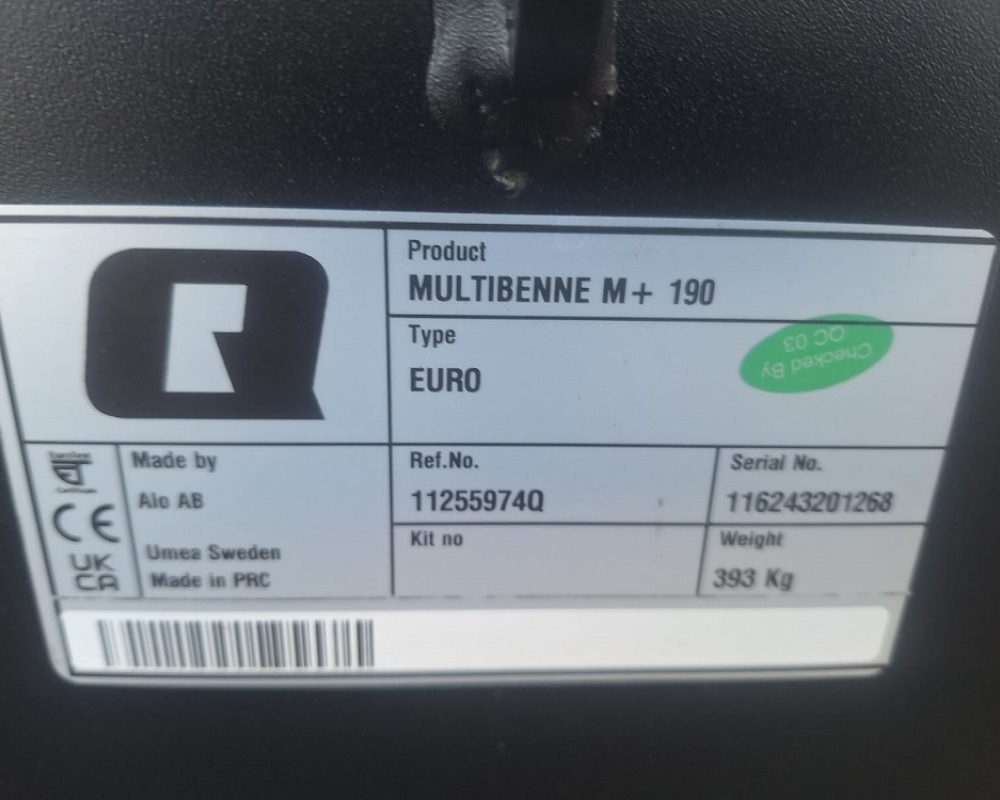 Product
MULTIBENNE M+ 190
Type
EURO
Checked By
QC 03
CE
UK
CA
Made by
Alo AB
Umea Sweden
Made in PRC
Ref.No.
11255974Q
Serial No.
116243201268
Kit no
Weight
393 Kg